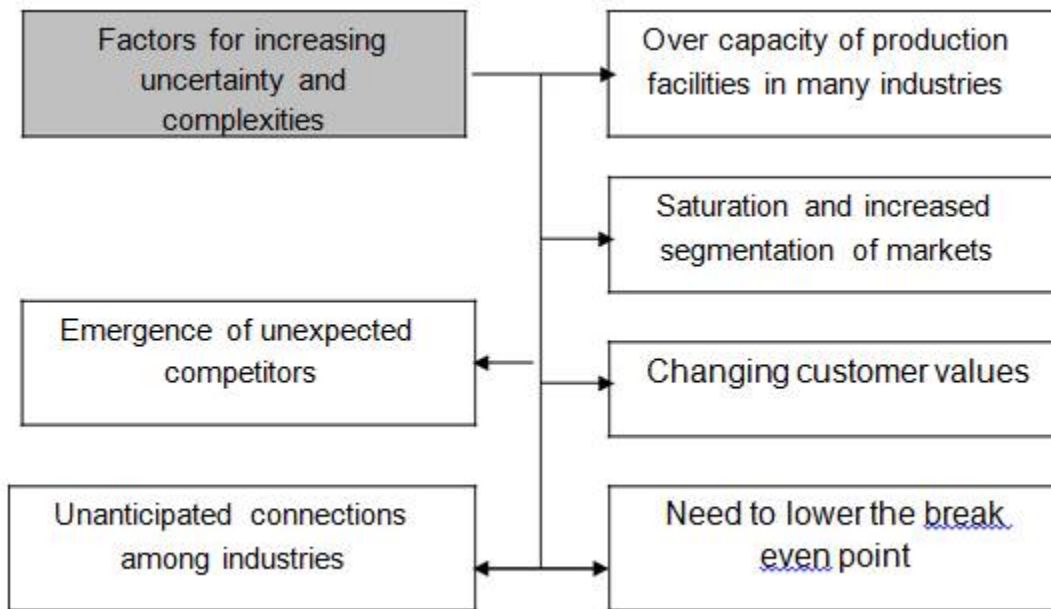 Factors for increasing
uncertainty and
complexities
Over capacity of production
facilities in many industries
Saturation and increased
segmentation of markets
Emergence of unexpected
competitors
Changing customer values
Unanticipated connections
among industries
Need to lower the break
even point